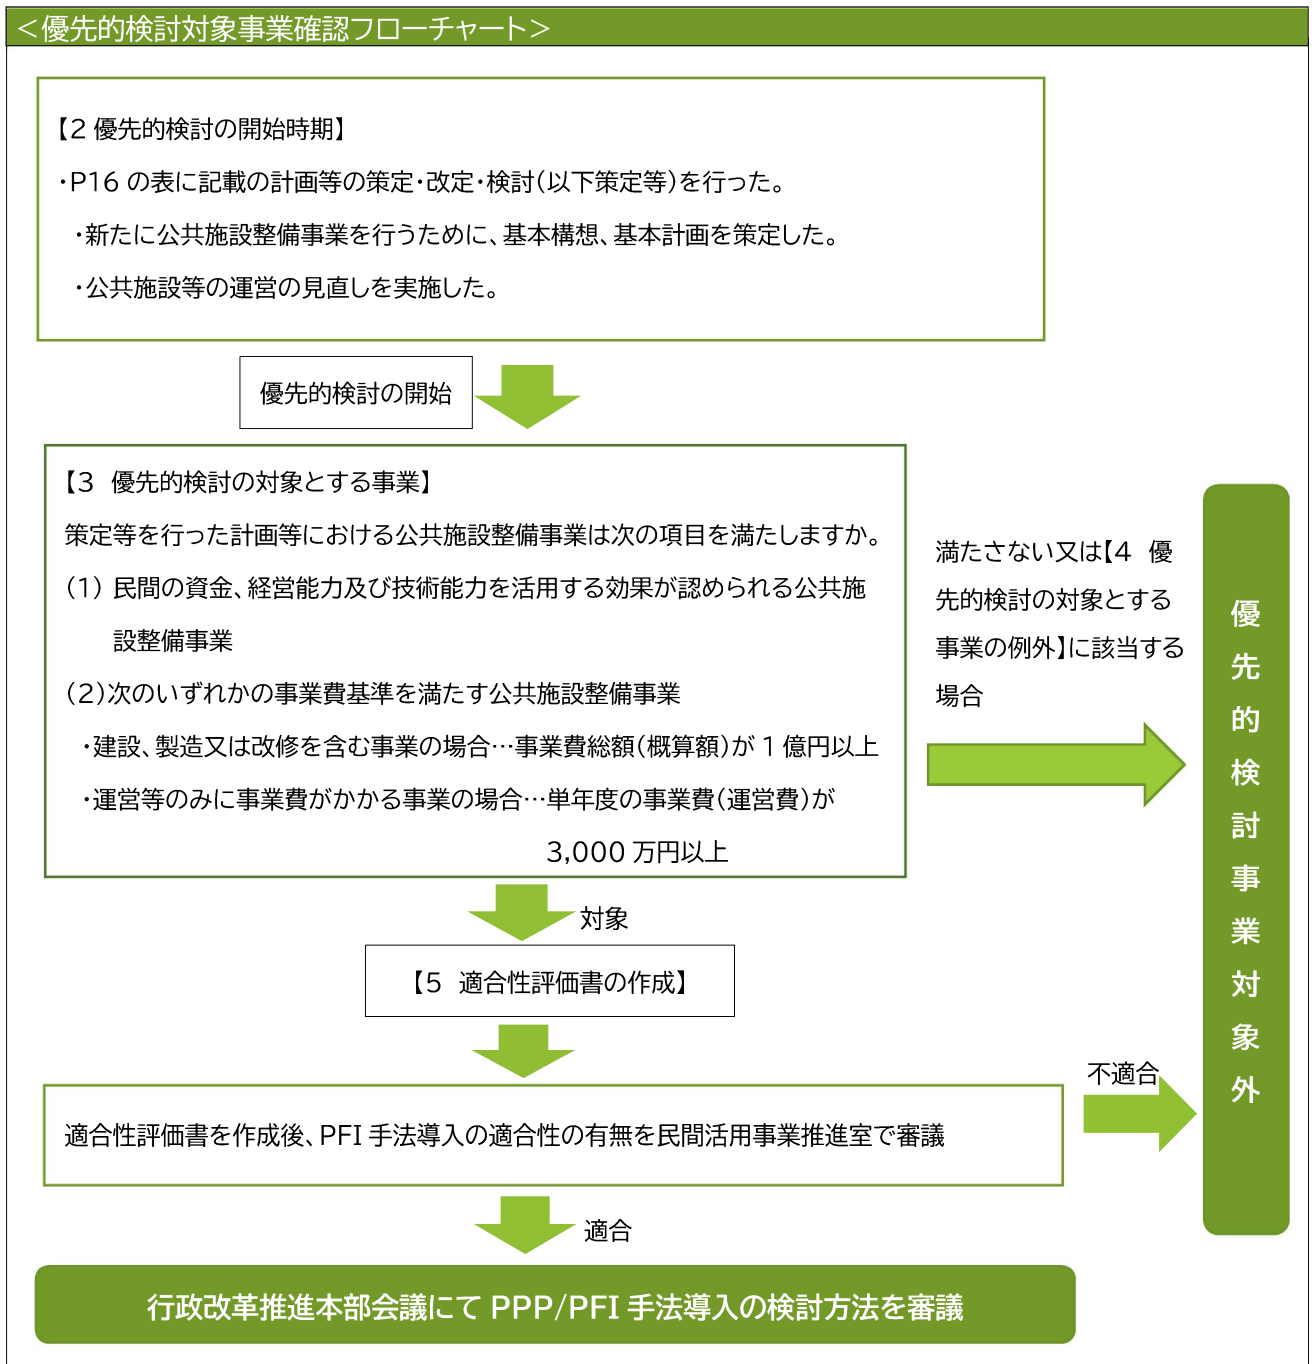 ＜優先的検討対象事業確認フローチャート＞
【2 優先的検討の開始時期】
・P16 の表に記載の計画等の策定・改定・検討（以下策定等）を行った。
・新たに公共施設整備事業を行うために、基本構想、基本計画を策定した。
・公共施設等の運営の見直しを実施した。
優先的検討の開始
【3　優先的検討の対象とする事業】
策定等を行った計画等における公共施設整備事業は次の項目を満たしますか。
（1） 民間の資金、経営能力及び技術能力を活用する効果が認められる公共施
設整備事業
（2）次のいずれかの事業費基準を満たす公共施設整備事業
・建設、製造又は改修を含む事業の場合…事業費総額（概算額）が 1 億円以上
・運営等のみに事業費がかかる事業の場合…単年度の事業費（運営費）が
3,000 万円以上
満たさない又は【4　優
先的検討の対象とする
事業の例外】に該当する
場合
優先的検討事業対象外
対象
【5　適合性評価書の作成】
適合性評価書を作成後、PFI 手法導入の適合性の有無を民間活用事業推進室で審議
不適合
適合
行政改革推進本部会議にて PPP/PFI 手法導入の検討方法を審議